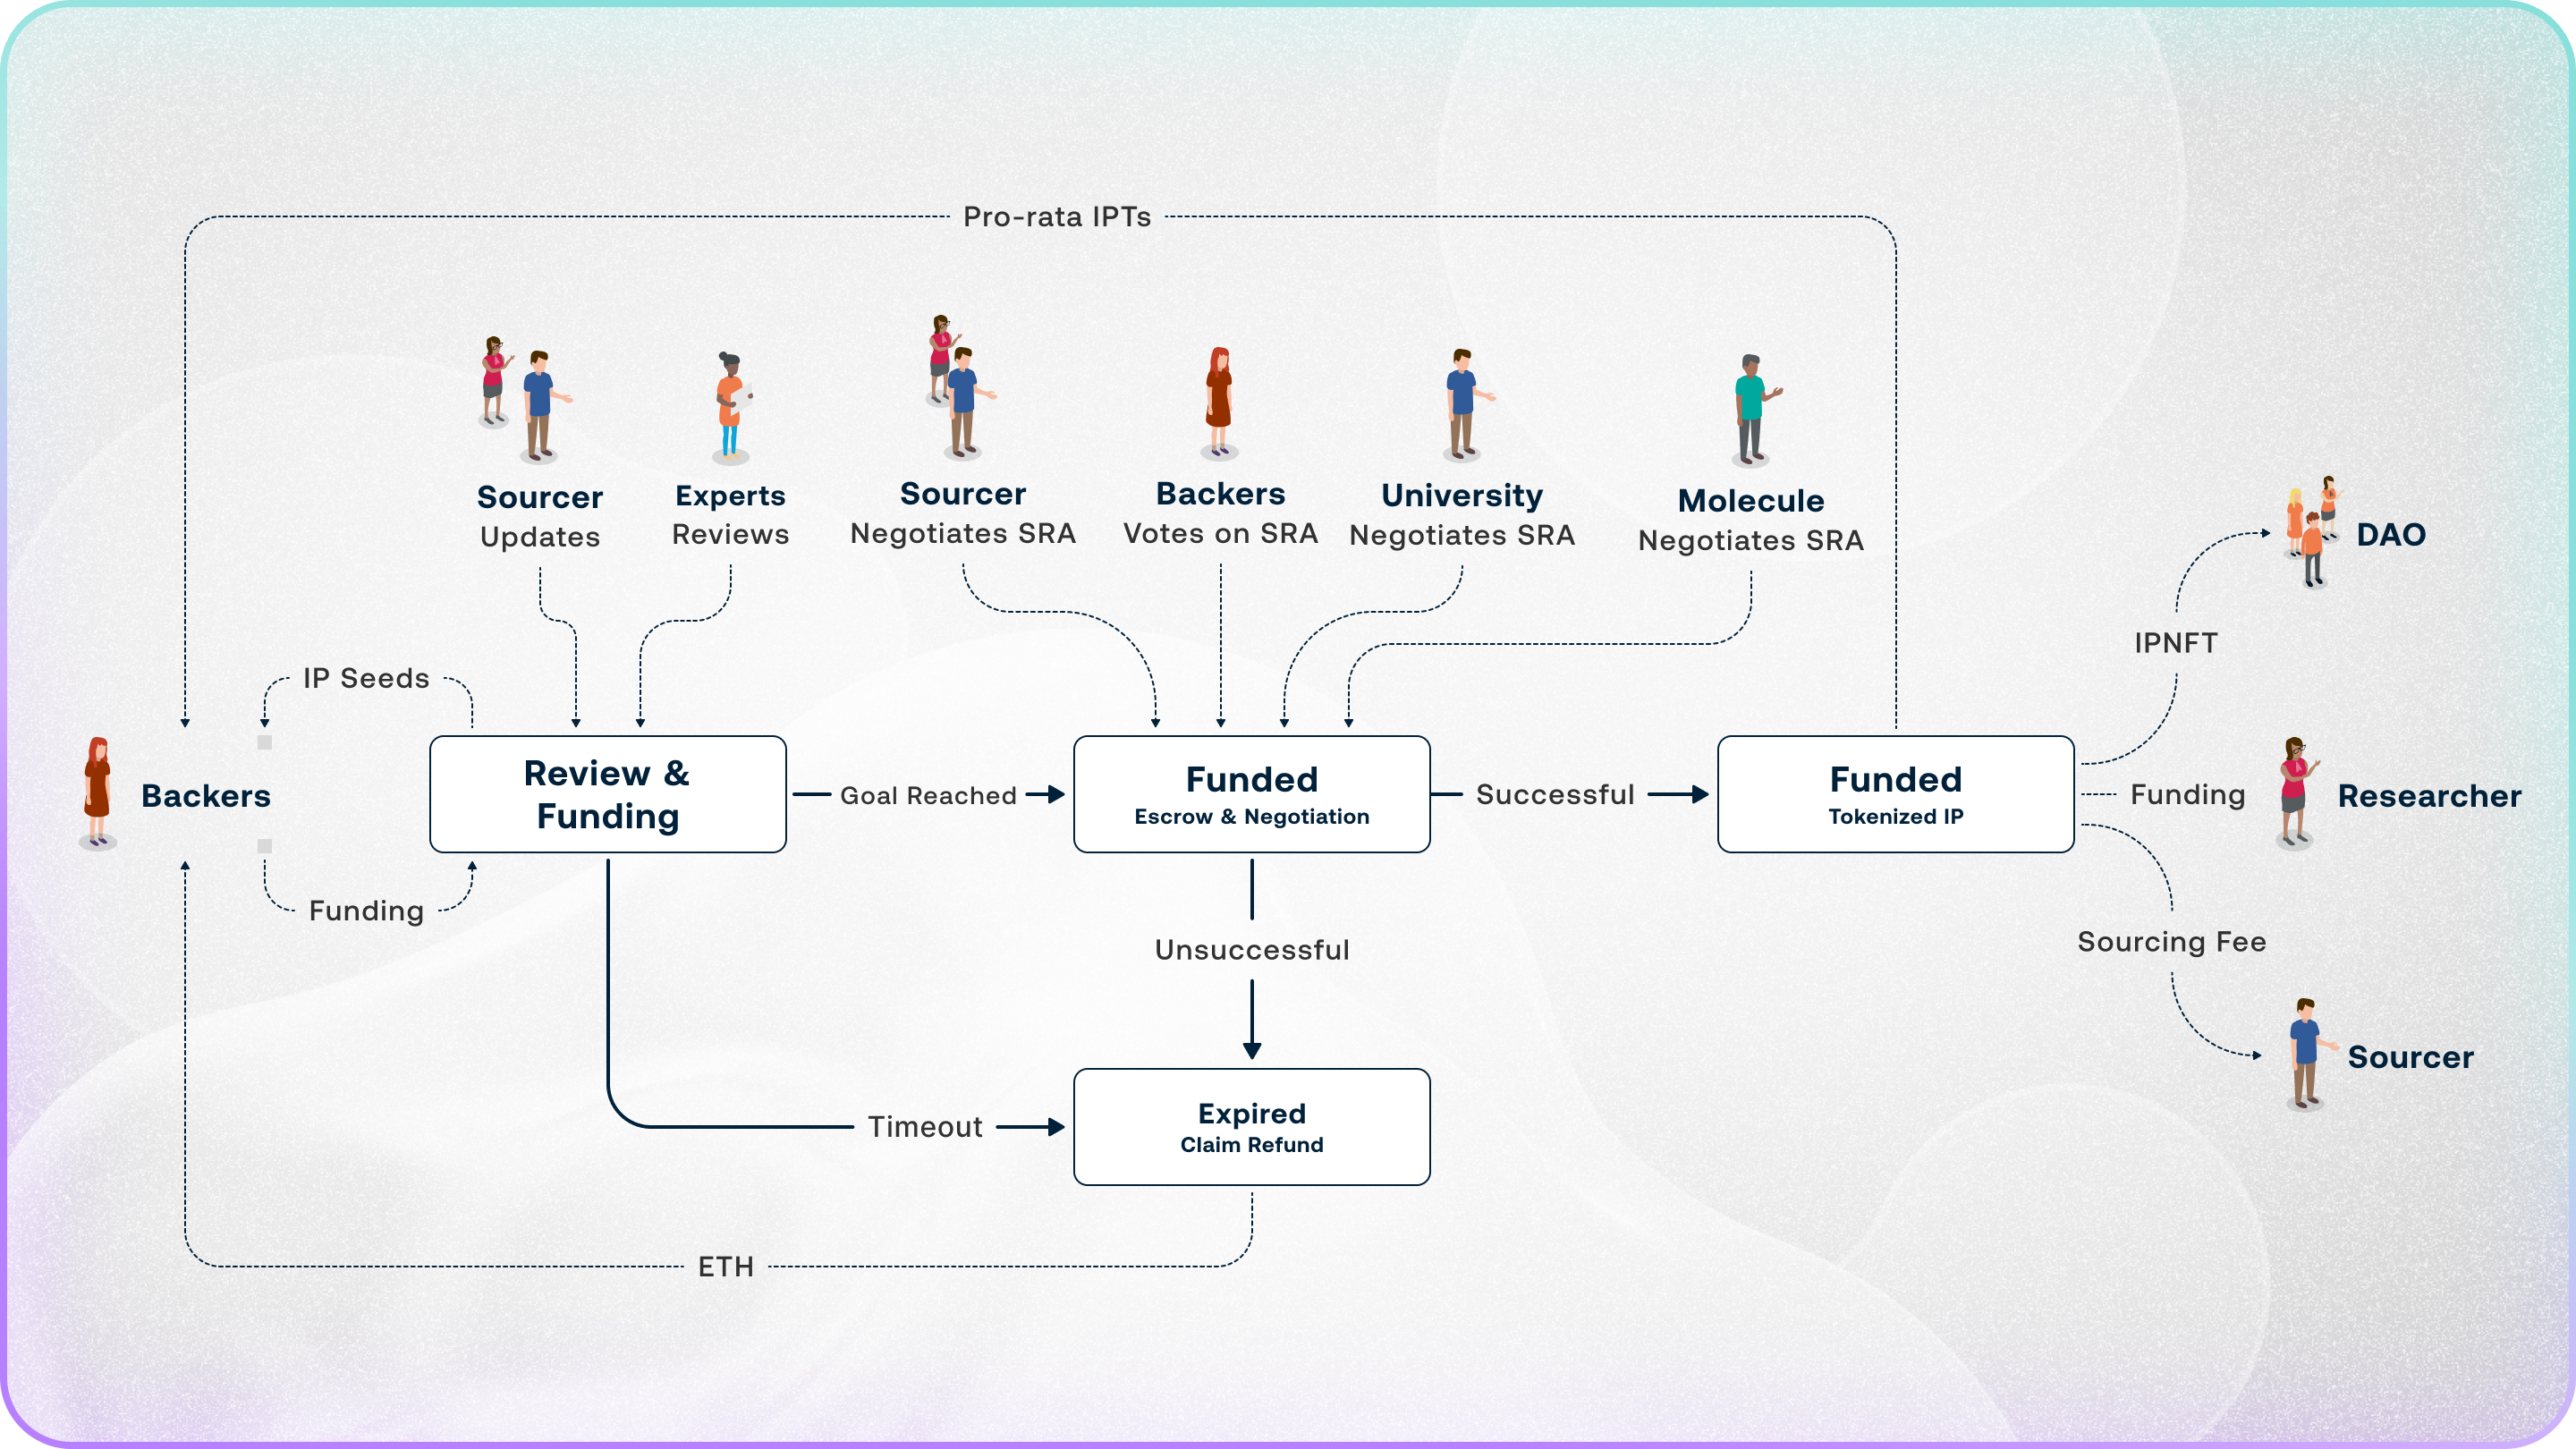 Pro-rata IPTs
Sourcer
Updates
Experts
Reviews
Sourcer
Negotiates SRA
Backers
Votes on SRA
University
Negotiates SRA
Molecule
Negotiates SRA
DAO
IPNFT
IP Seeds
Backers
Review &
Funding
Goal Reached
Funded
Escrow & Negotiation
Successful
Funded
Tokenized IP
Funding
Researcher
Funding
Unsuccessful
Sourcing Fee
Sourcer
Timeout
Expired
Claim Refund
ETH